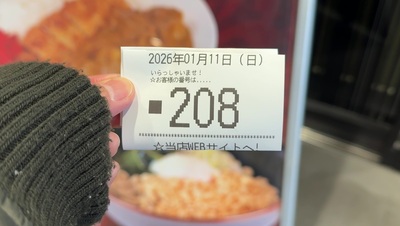 2026年01月11日（日）
いらっしゃいませ！
☆お客様の番号は.....
■208
☆当店WEBサイトへ！